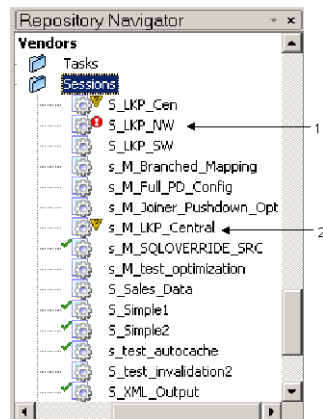 Repository Navigator
Vendors
Tasks
Sessions
S_LKP_Cen
S_LKP_NW
1
S_LKP_SW
s_M_Branched_Mapping
s_M_Full_PD_Config
s_M_Joiner_Pushdown_Opt
s_M_LKP_Central
2
s_M_SQLOVERRIDE_SRC
s_M_test_optimization
S_Sales_Data
S_Simple1
S_Simple2
s_test_autocache
S_test_invalidation2
S_XML_Output